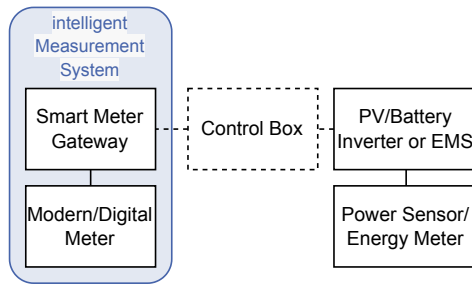 intelligent
Measurement
System
Smart Meter
Gateway
Control Box
PV/Battery
Inverter or EMS
Modern/Digital
Meter
Power Sensor/
Energy Meter